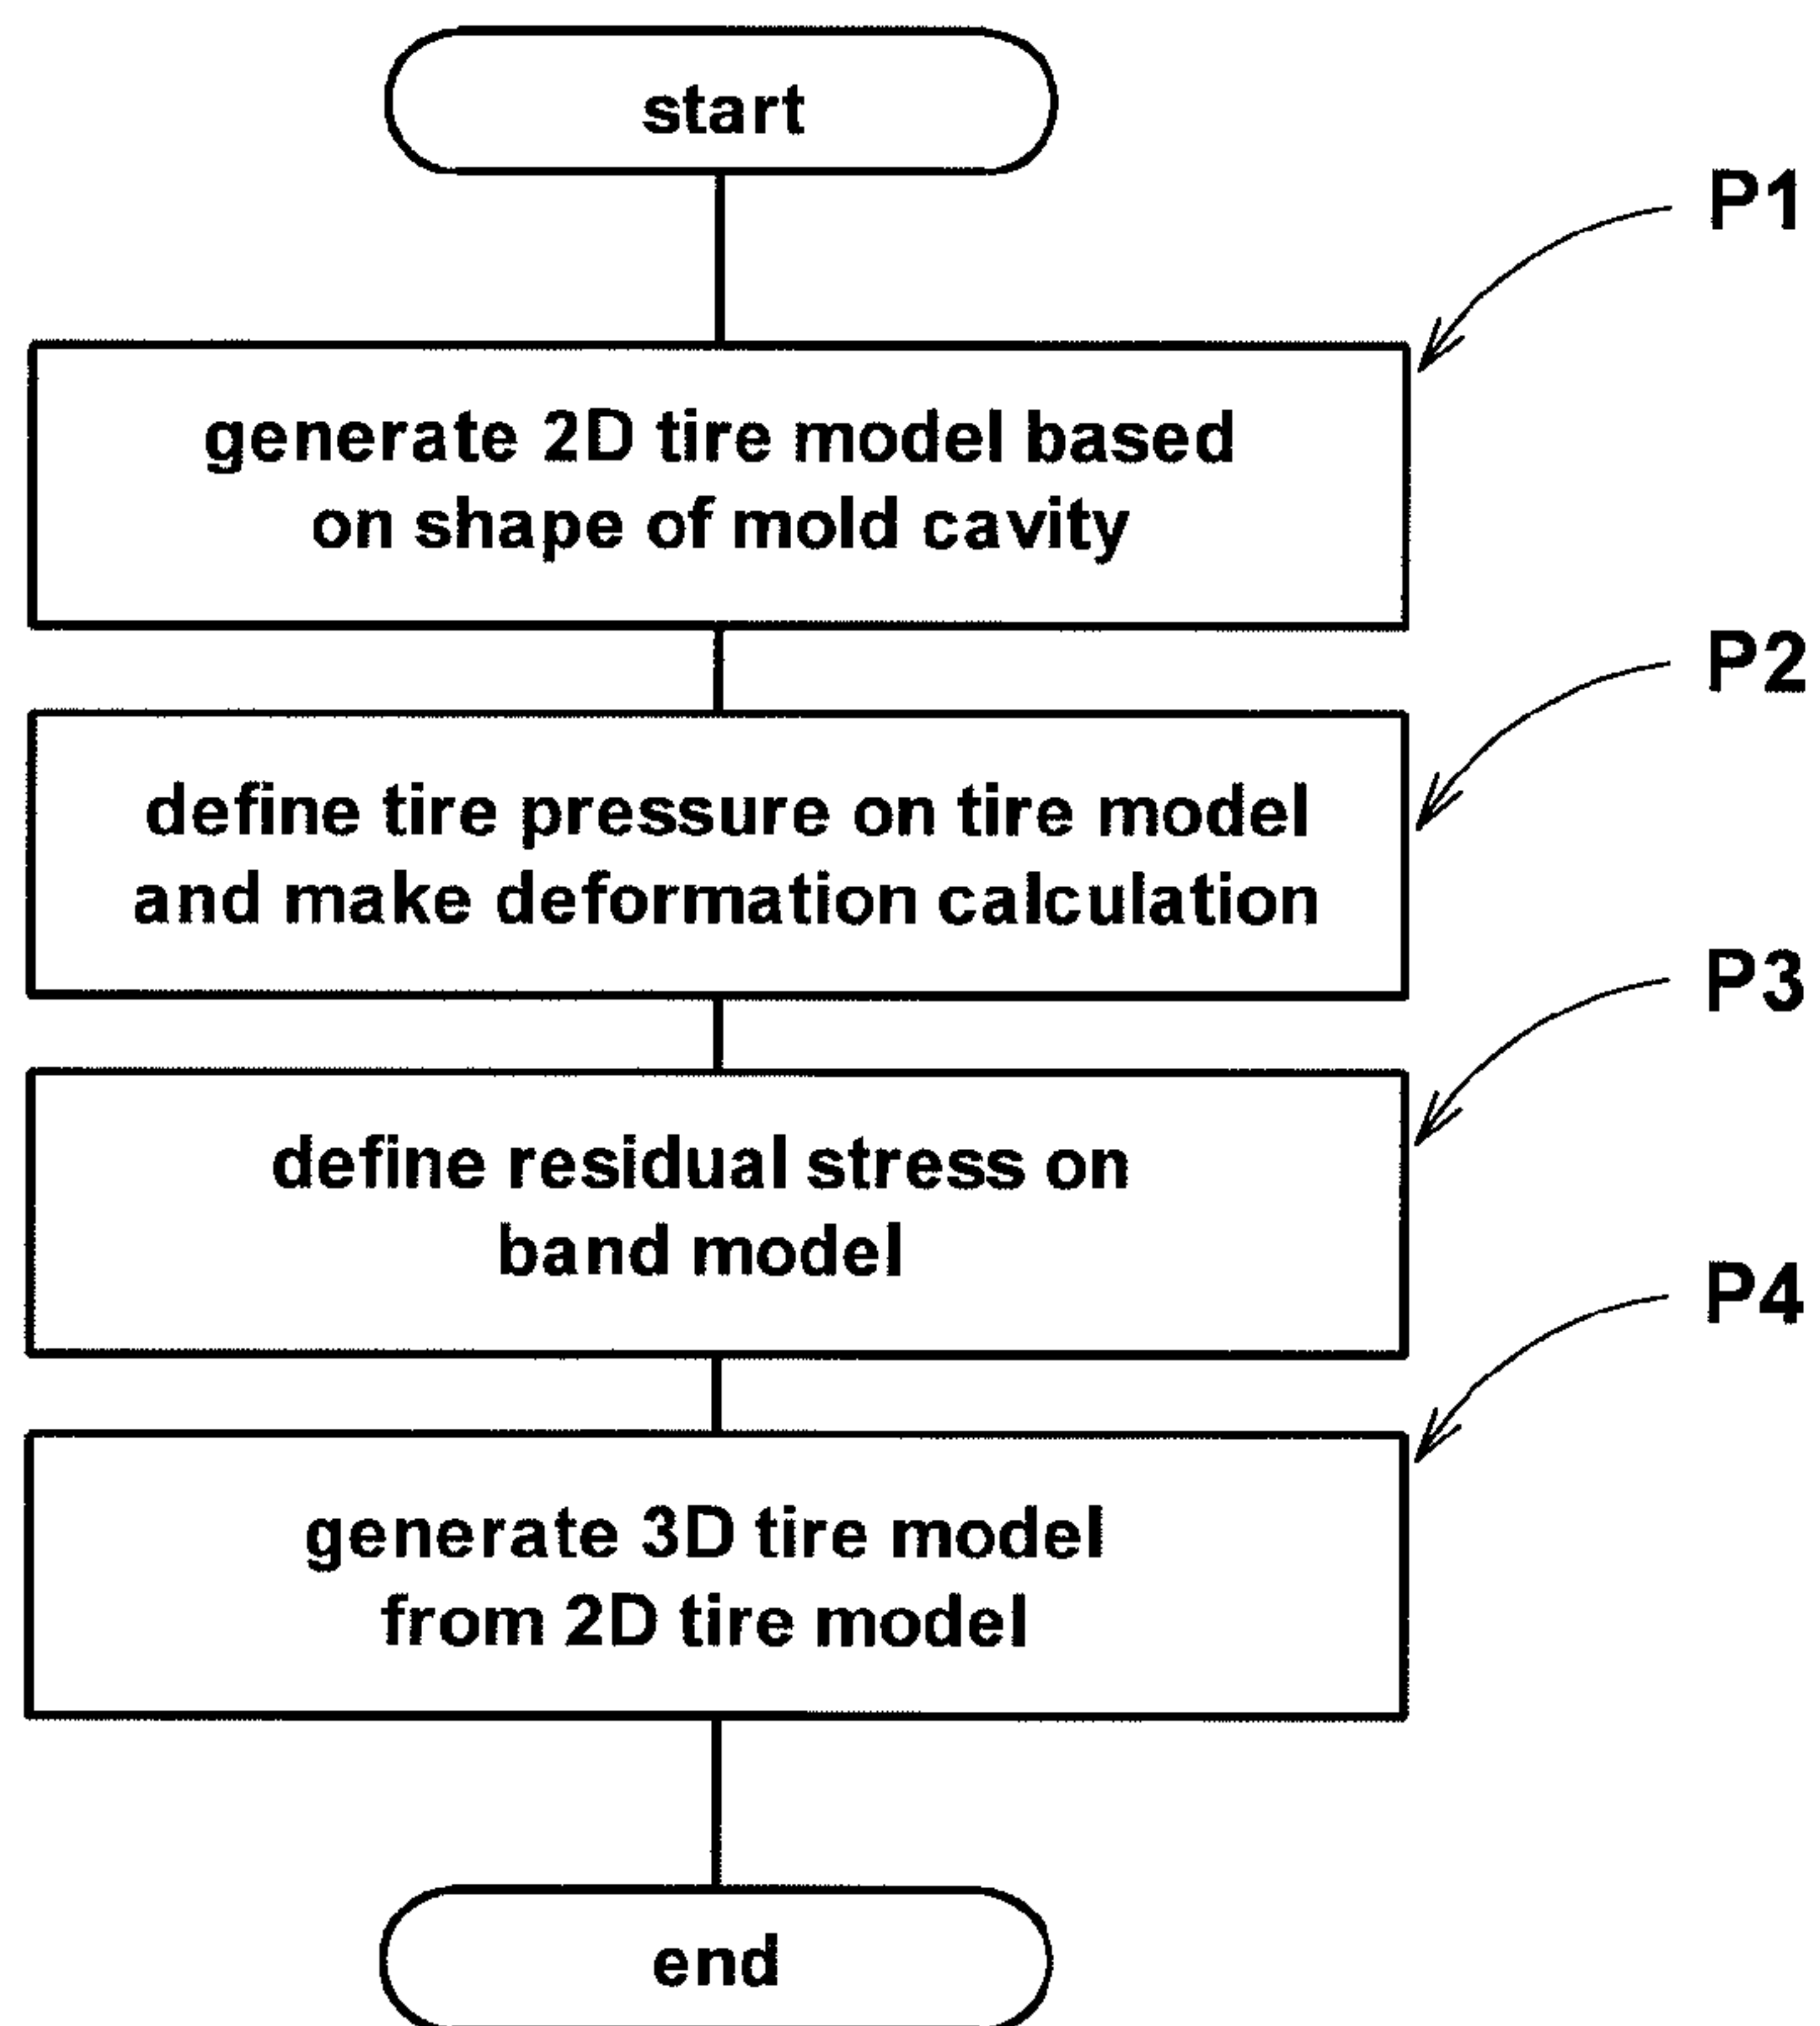 start
P1
generate 2D tire model based
on shape of mold cavity
P2
define tire pressure on tire model
and make deformation calculation
P3
define residual stress on
band model
P4
generate 3D tire model
from 2D tire model
end